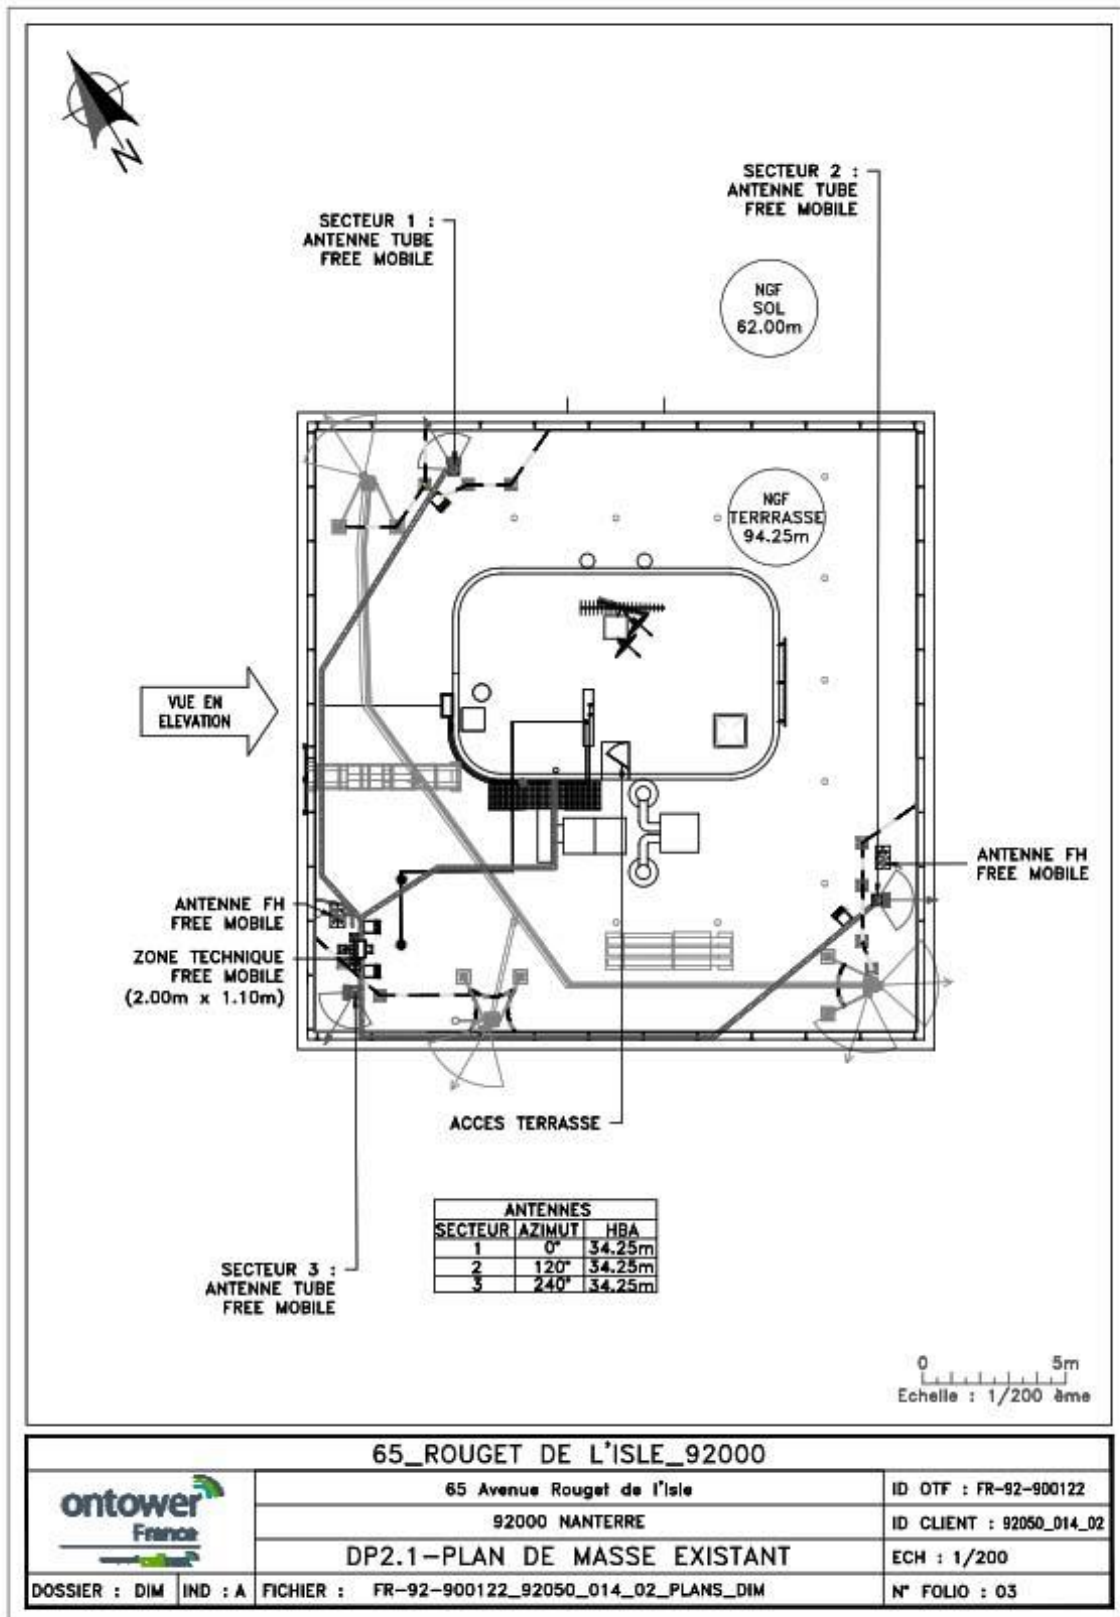 N
SECTEUR 2 :
ANTENNE TUBE
FREE MOBILE
SECTEUR 1 :
ANTENNE TUBE
FREE MOBILE
NGF
SOL
62.00m
NGF
TERRRASSE
94.25m
VUE EN
ELEVATION
ANTENNE FH
FREE MOBILE
ANTENNE FH
FREE MOBILE
ZONE TECHNIQUE
FREE MOBILE
(2.00m x 1.10m)
ACCES TERRASSE
ANTENNES
SECTEUR AZIMUT HBA
1 0° 34.25m
2 120° 34.25m
3 240° 34.25m
SECTEUR 3 :
ANTENNE TUBE
FREE MOBILE
0 5m
Echelle : 1/200 ème
65_ROUGET DE L'ISLE_92000
ontower
France
65 Avenue Rouget de l'Isle
ID OTF : FR-92-900122
92000 NANTERRE
ID CLIENT : 92050_014_02
DP2.1-PLAN DE MASSE EXISTANT
ECH : 1/200
DOSSIER : DIM IND : A FICHIER : FR-92-900122_92050_014_02_PLANS_DIM N° FOLIO : 03